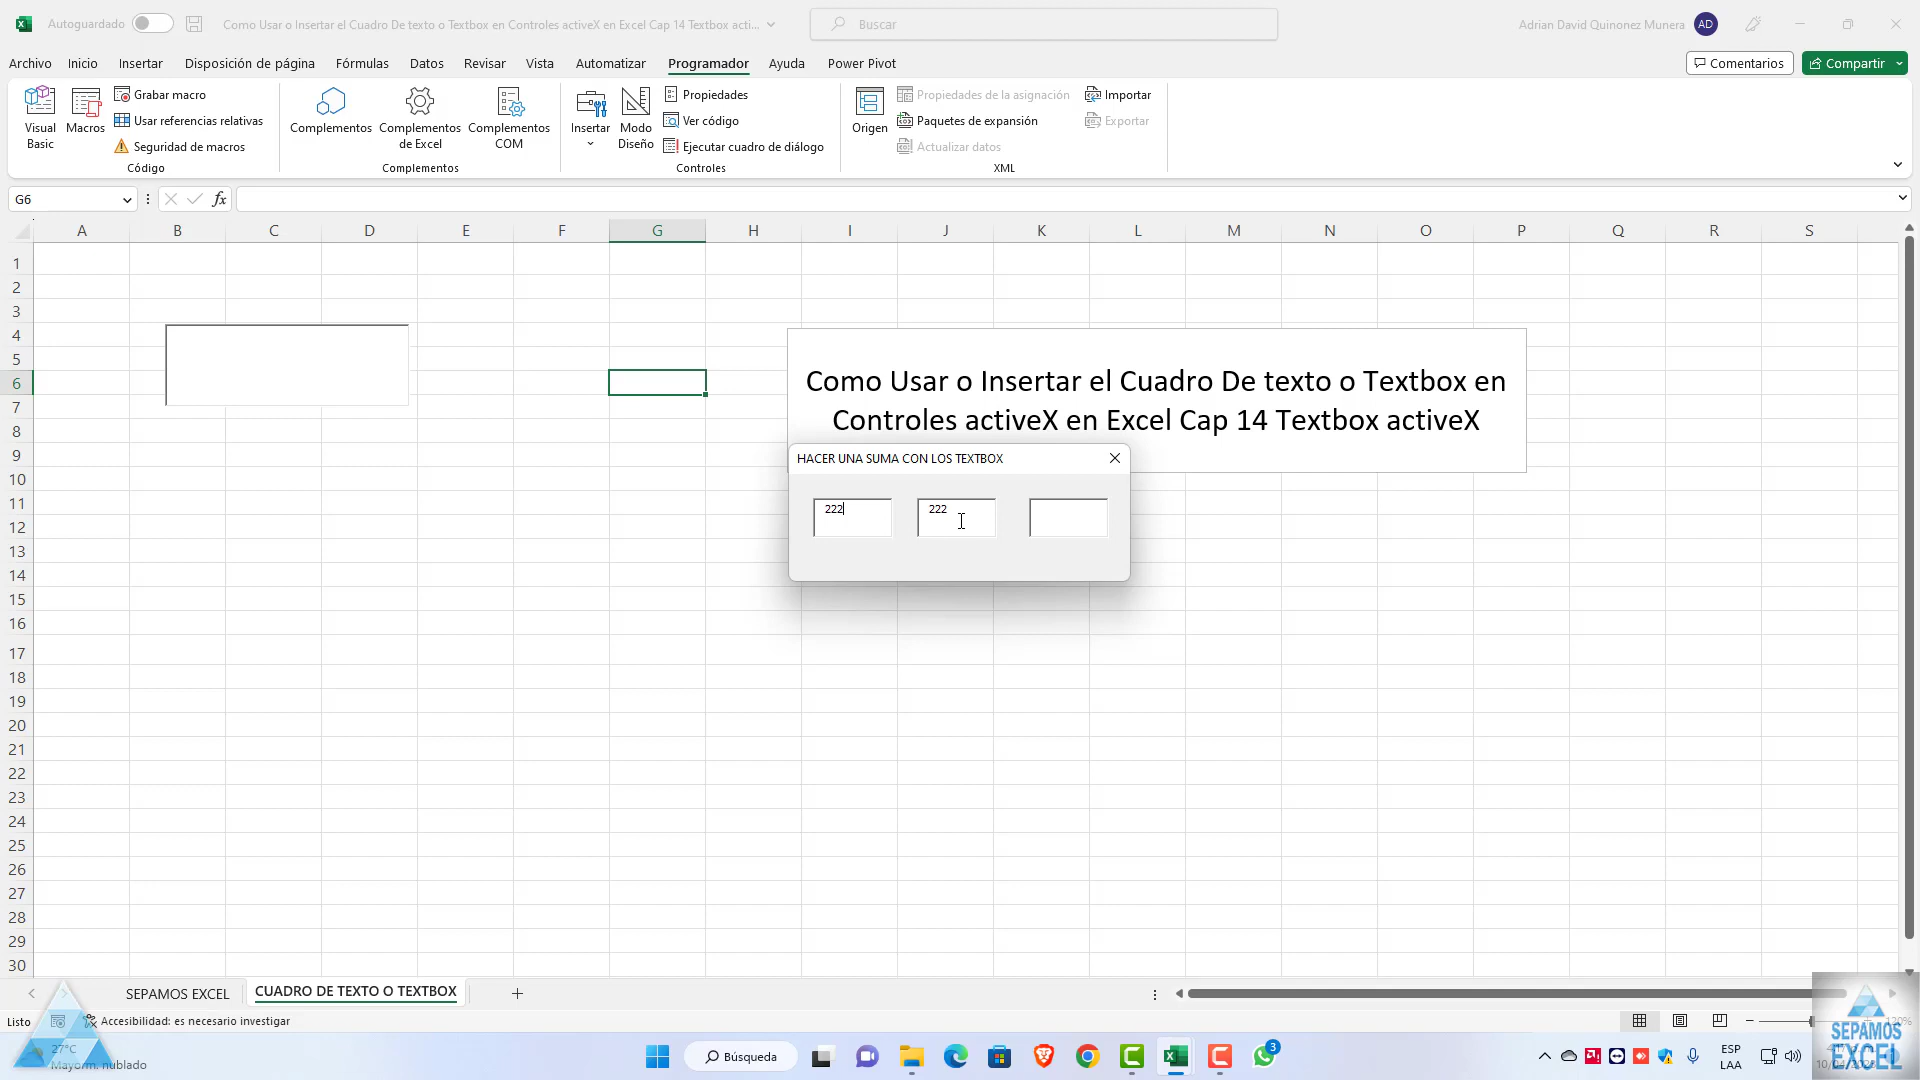 Autoguardado
Como Usar o Insertar el Cuadro De texto o Textbox en Controles activeX en Excel Cap 14 Textbox acti...
Buscar
Adrian David Quinonez Munera
AD
Archivo
Inicio
Insertar
Disposición de página
Fórmulas
Datos
Revisar
Vista
Automatizar
Programador
Ayuda
Power Pivot
Comentarios
Compartir
Visual
Basic
Macros
Grabar macro
Usar referencias relativas
Seguridad de macros
Código
Complementos
Complementos
de Excel
Complementos
COM
Complementos
Insertar
Modo
Diseño
Propiedades
Ver código
Ejecutar cuadro de diálogo
Controles
Origen
Propiedades de la asignación
Paquetes de expansión
Actualizar datos
Importar
Exportar
XML
G6
fx
A B C D E F G H I J K L M N O P Q R S
1
2
3
4
5
6
7
8
9
10
11
12
13
14
15
16
17
18
19
20
21
22
23
24
25
26
27
28
29
30
Como Usar o Insertar el Cuadro De texto o Textbox en
Controles activeX en Excel Cap 14 Textbox activeX
HACER UNA SUMA CON LOS TEXTBOX
222
222
SEPAMOS EXCEL
CUADRO DE TEXTO O TEXTBOX
Listo
Accesibilidad: es necesario investigar
27°C
Mayorm. nublado
Búsqueda
3
ESP
LAA
SEPAMOS
EXCEL